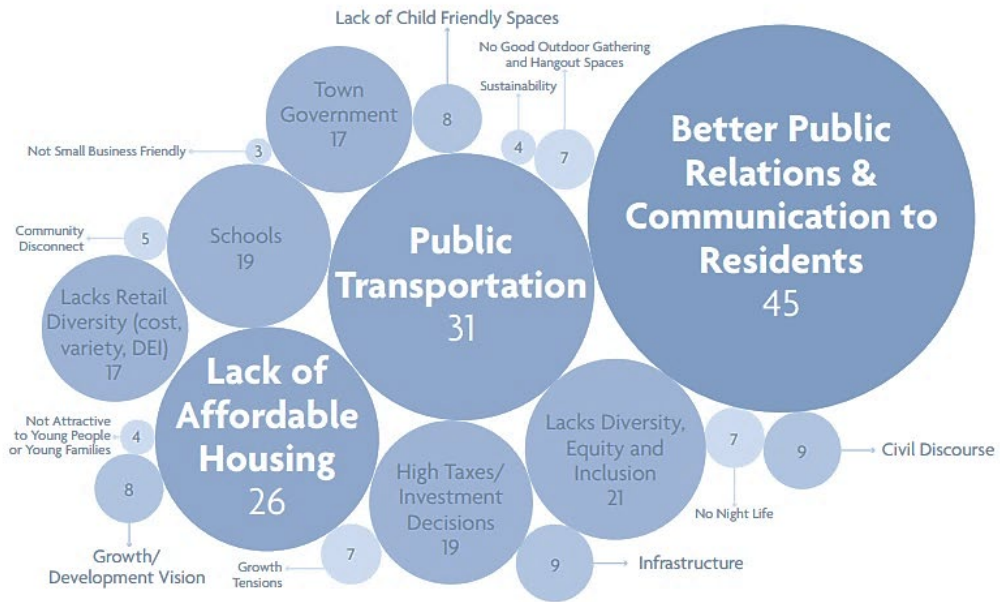 Lack of Child Friendly Spaces
8
No Good Outdoor Gathering
and Hangout Spaces
7
Sustainability
4
Town
Government
17
Not Small Business Friendly
3
Better Public
Relations &
Communication to
Residents
45
Community
Disconnect
5
Schools
19
Public
Transportation
31
Lacks Retail
Diversity (cost,
variety, DEI)
17
Lack of
Affordable
Housing
26
Not Attractive
to Young People
or Young Families
4
8
Growth/
Development Vision
High Taxes/
Investment
Decisions
19
Lacks Diversity,
Equity and
Inclusion
21
7
No Night Life
9
Civil Discourse
7
Growth
Tensions
9
Infrastructure